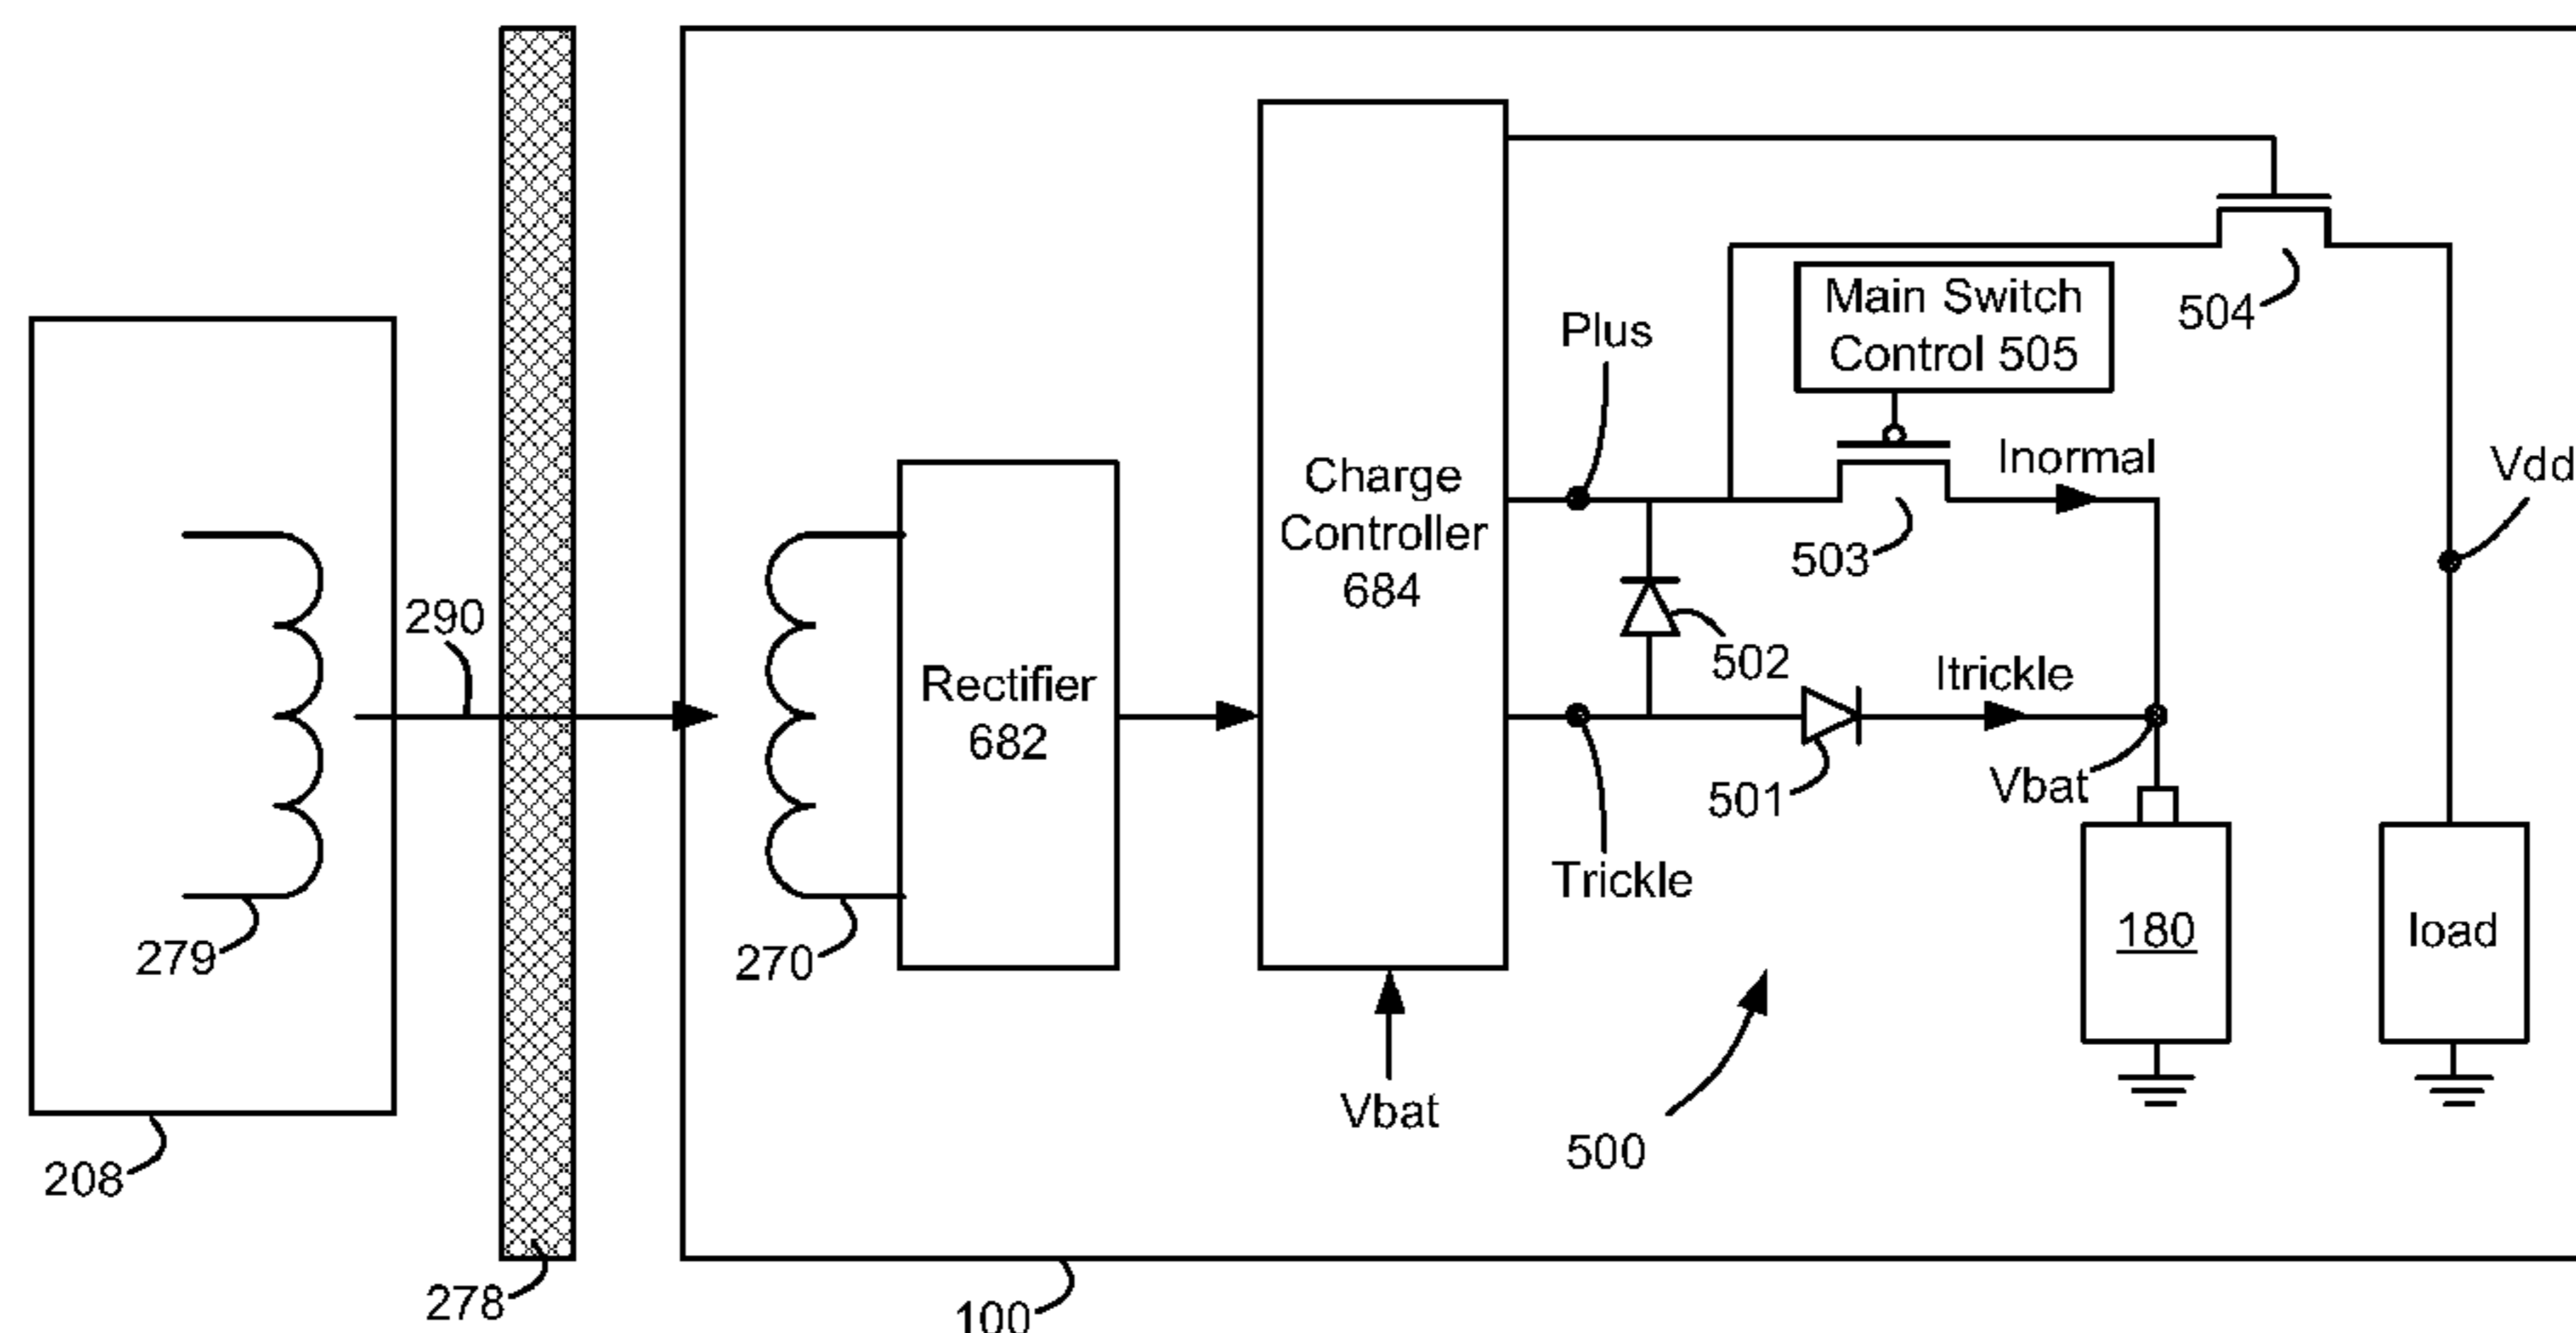 Main Switch
Control 505
504
Plus
Inormal
Vdd
Charge
Controller
684
503
290
502
Itrickle
Rectifier
682
501
Vbat
Trickle
279
270
180
load
Vbat
500
208
278
100